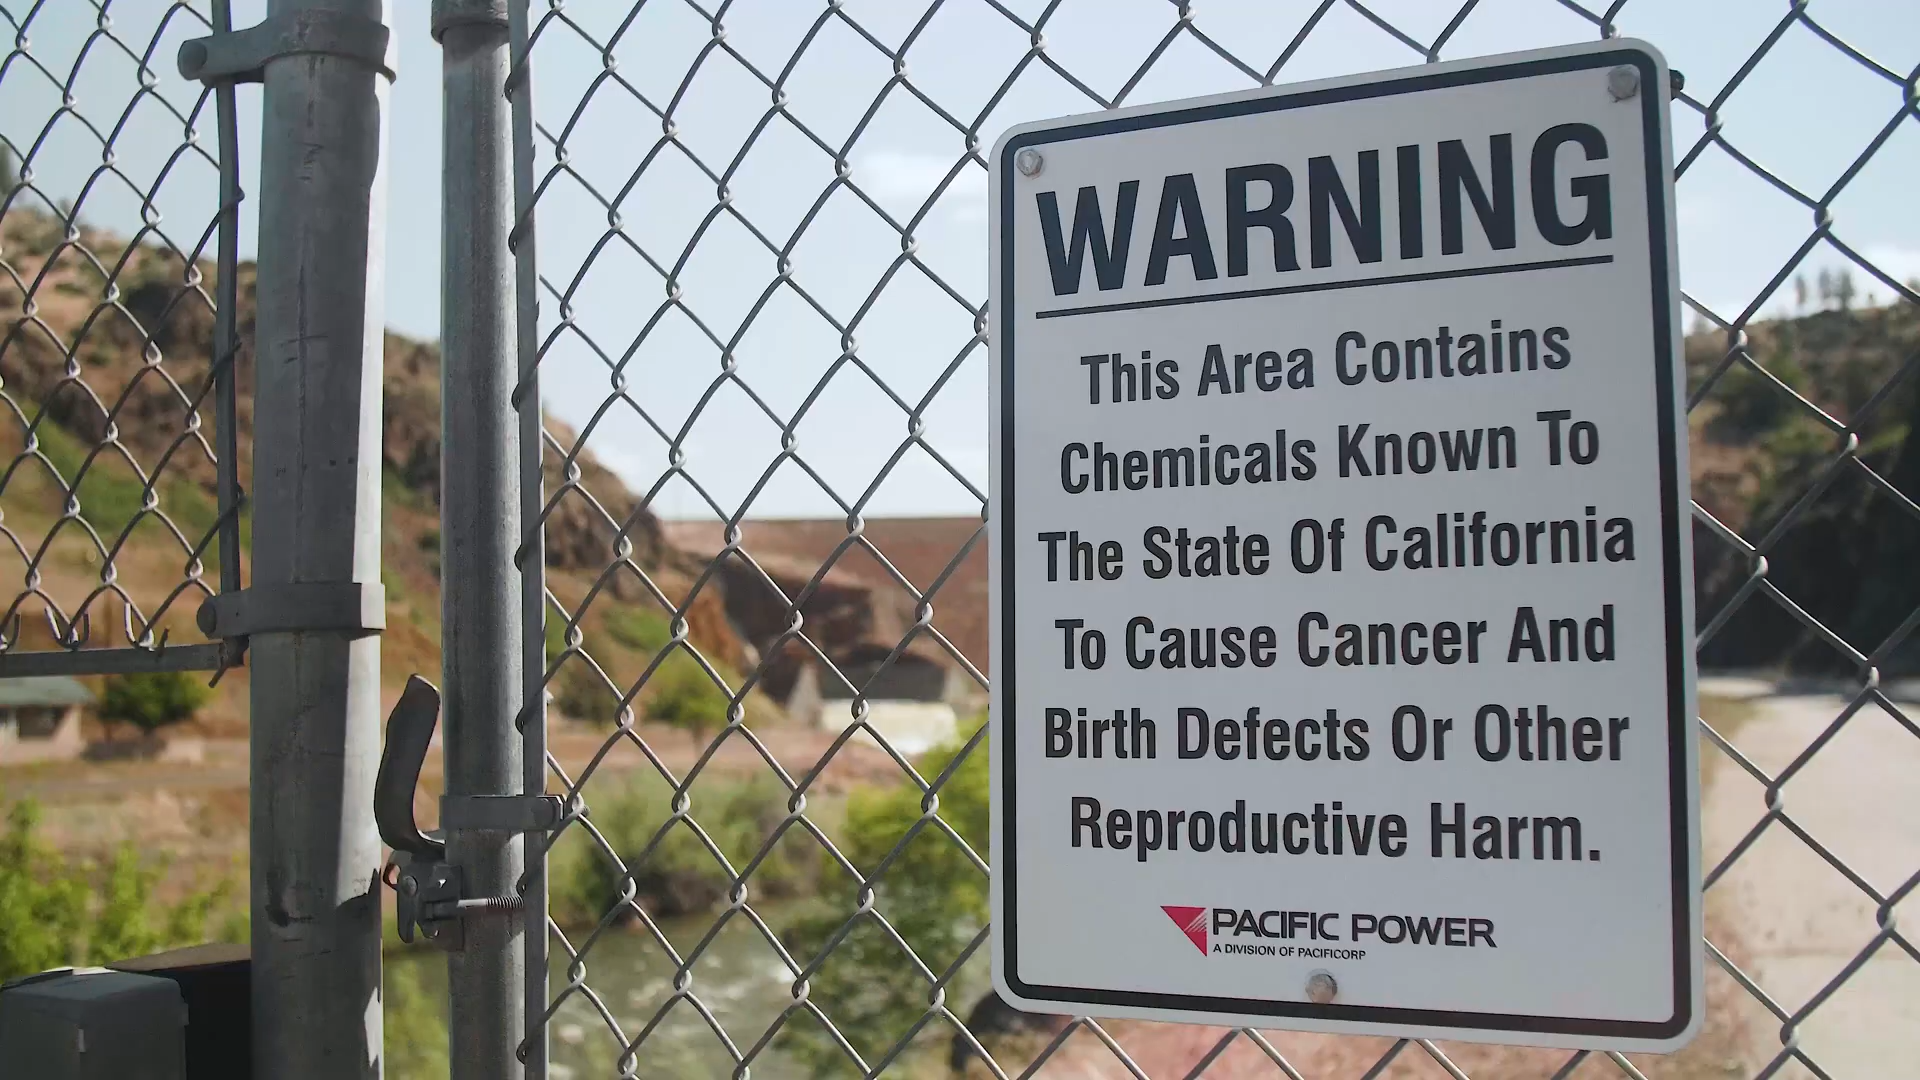 WARNING
This Area Contains
Chemicals Known To
The State Of California
To Cause Cancer And
Birth Defects Or Other
Reproductive Harm.
PACIFIC POWER
A DIVISION OF PACIFICORP